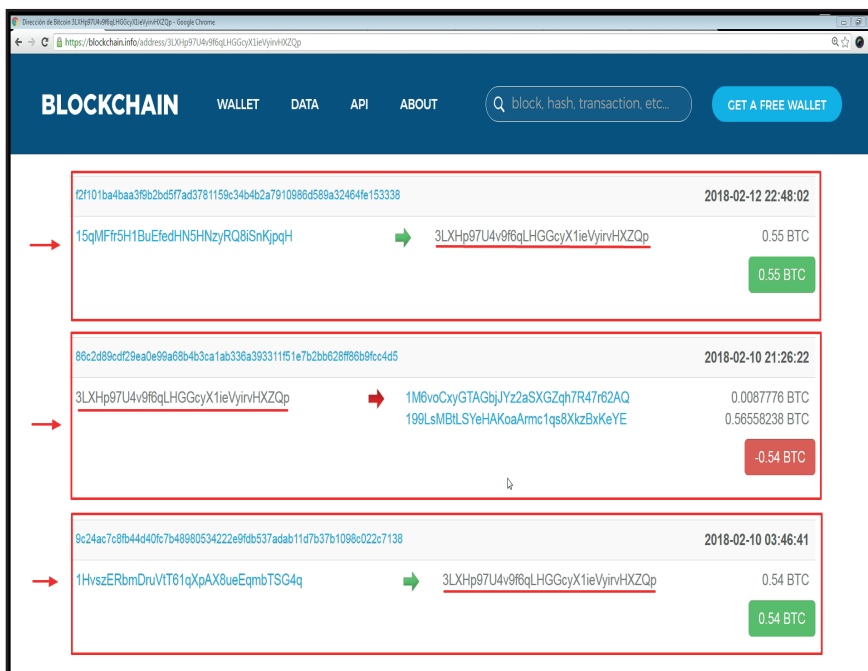 Dirección de Bitcoin 3LXHp97U4v9f6qLHGGcyX1ieVyirvHXZQp - Google Chrome
https://blockchain.info/address/3LXHp97U4v9f6qLHGGcyX1ieVyirvHXZQp
BLOCKCHAIN WALLET DATA API ABOUT block, hash, transaction, etc... GET A FREE WALLET
f2f101ba4baa3f9b2bd5f7ad3781159c34b4b2a7910986d589a32464fe153338 2018-02-12 22:48:02
15qMFfr5H1BuEfedHN5HNzyRQ8iSnKjpqH 3LXHp97U4v9f6qLHGGcyX1ieVyirvHXZQp 0.55 BTC
0.55 BTC
86c2d89cdf29ea0e99a68b4b3ca1ab336a393311f51e7b2bb628ff86b9fcc4d5 2018-02-10 21:26:22
3LXHp97U4v9f6qLHGGcyX1ieVyirvHXZQp 1M6voCxyGTAGbjJYz2aSXGZqh7R47r62AQ 0.0087776 BTC
199LsMBtLSYeHAKoaArmc1qs8XkzBxKeYE 0.56558238 BTC
-0.54 BTC
9c24ac7c8fb44d40fc7b48980534222e9fdb537adab11d7b37b1098c022c7138 2018-02-10 03:46:41
1HvszERbmDruVtT61qXpAX8ueEqmbTSG4q 3LXHp97U4v9f6qLHGGcyX1ieVyirvHXZQp 0.54 BTC
0.54 BTC